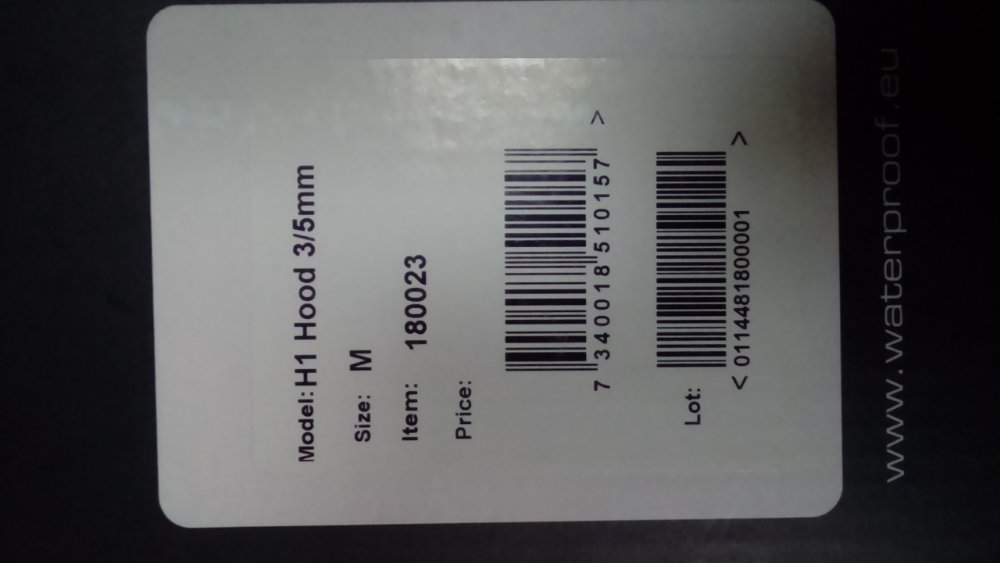 Model: H1 Hood 3/5mm
Size: M
Item: 180023
Price:
7 340018 510157 >
Lot:
< 0114481800001 >
www.waterproof.eu